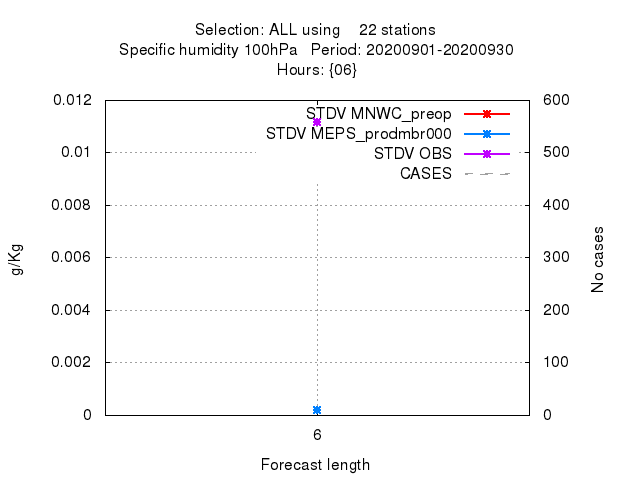 Selection: ALL using 22 stations
Specific humidity 100hPa Period: 20200901-20200930
Hours: {06}
0.012
0.01
0.008
0.006
0.004
0.002
0
g/Kg
STDV MNWC_preop
STDV MEPS_prodmbr000
STDV OBS
CASES
600
500
400
300
200
100
0
No cases
6
Forecast length